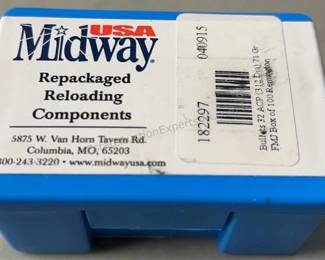 USA
Midway
Repackaged
Reloading
Components
5875 W. Van Horn Tavern Rd.
Columbia, MO, 65203
800-243-3220 • www.midwayusa.com
182297 040915
Bullets 32 ACP (312 Dia) 71 Gr
FMJ Box of 100 Remington